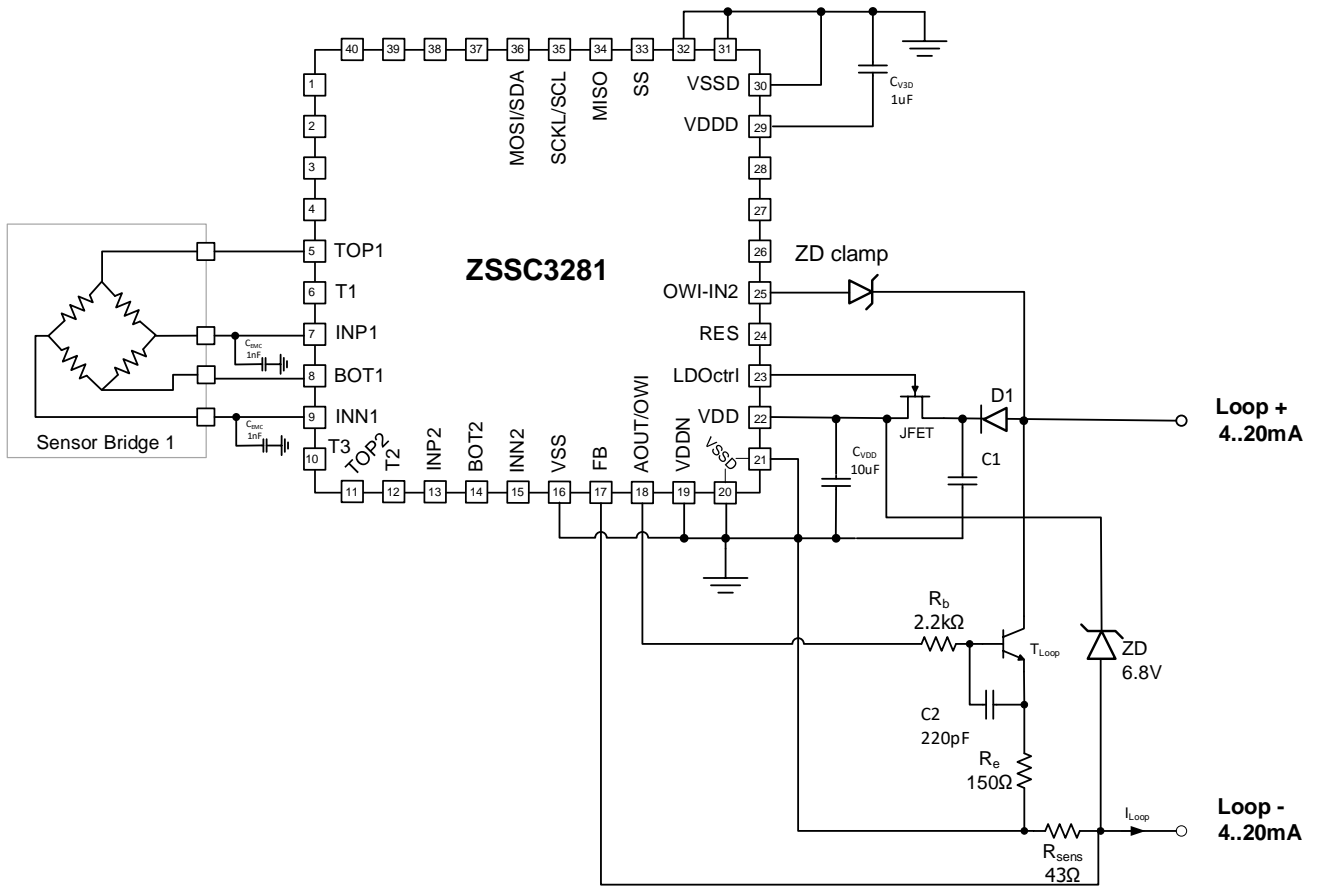 40
39
38
37
36
35
34
33
32
31
MOSI/SDA
SCKL/SCL
MISO
SS
1
2
3
4
5
6
7
8
9
10
TOP1
T1
INP1
BOT1
INN1
T3
ZSSC3281
VSSD
30
VDDD
29
28
27
26
OWI-IN2
25
RES
24
LDOctrl
23
VDD
22
VSSD
21
CV3D
1uF
ZD clamp
D1
JFET
C1
CVDD
10uF
Loop +
4..20mA
CEMC
1nF
CEMC
1nF
Sensor Bridge 1
TOP2
T2
INP2
BOT2
INN2
VSS
FB
AOUT/OWI
VDDN
11
12
13
14
15
16
17
18
19
20
Rb
2.2kΩ
TLoop
ZD
6.8V
C2
220pF
Re
150Ω
Rsens
43Ω
ILoop
Loop -
4..20mA